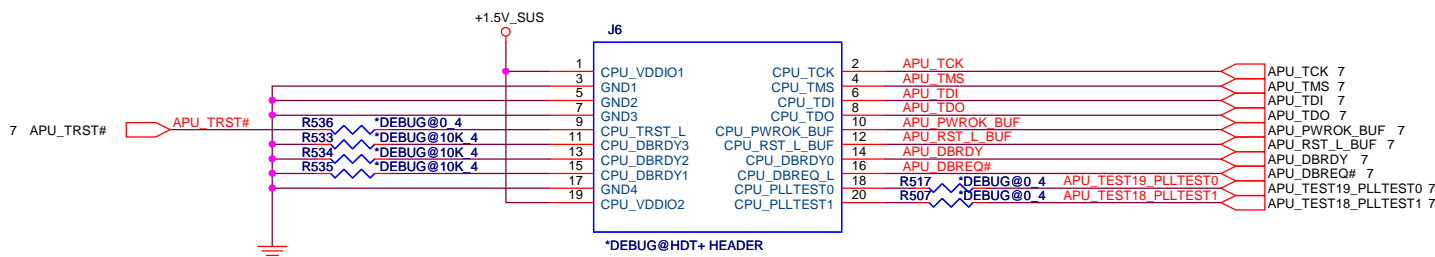 +1.5V_SUS
J6
1 CPU_VDDIO1 CPU_TCK 2 APU_TCK APU_TCK 7
3 GND1 CPU_TMS 4 APU_TMS APU_TMS 7
5 GND2 CPU_TDI 6 APU_TDI APU_TDI 7
7 GND3 CPU_TDO 8 APU_TDO APU_TDO 7
7 APU_TRST# APU_TRST# R536 *DEBUG@0_4 9 CPU_TRST_L CPU_PWROK_BUF 10 APU_PWROK_BUF APU_PWROK_BUF 7
R533 *DEBUG@10K_4 11 CPU_DBRDY3 CPU_RST_L_BUF 12 APU_RST_L_BUF APU_RST_L_BUF 7
R534 *DEBUG@10K_4 13 CPU_DBRDY2 CPU_DBRDY0 14 APU_DBRDY APU_DBRDY 7
R535 *DEBUG@10K_4 15 CPU_DBRDY1 CPU_DBREQ_L 16 APU_DBREQ# APU_DBREQ# 7
17 GND4 CPU_PLLTEST0 18 R517 *DEBUG@0_4 APU_TEST19_PLLTEST0 APU_TEST19_PLLTEST0 7
19 CPU_VDDIO2 CPU_PLLTEST1 20 R507 *DEBUG@0_4 APU_TEST18_PLLTEST1 APU_TEST18_PLLTEST1 7
*DEBUG@HDT+ HEADER